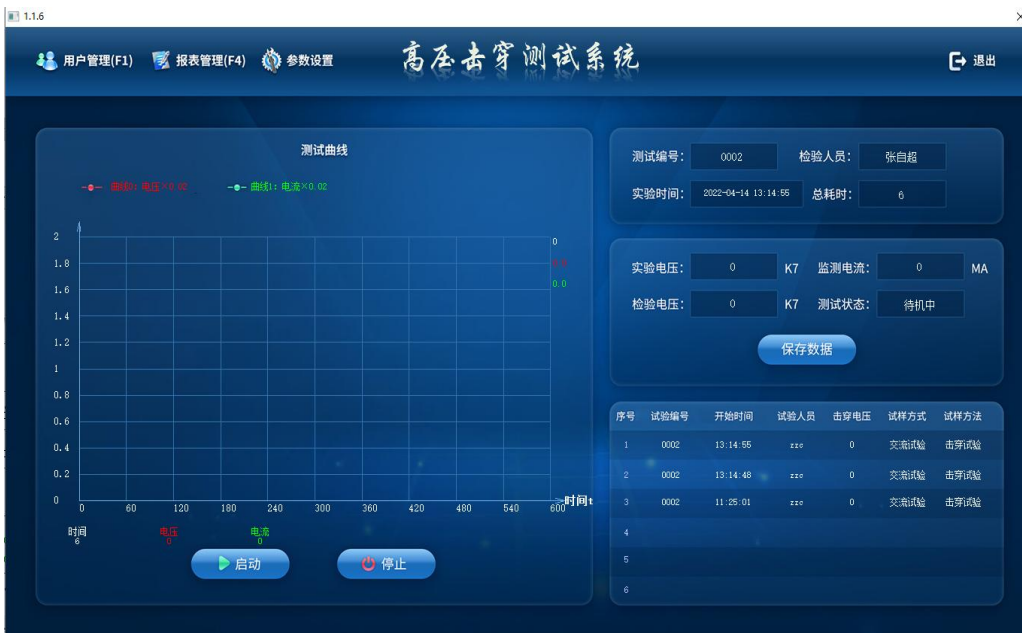 1.1.6
用户管理(F1) 报表管理(F4) 参数设置 高压击穿测试系统 退出
测试曲线
曲线0: 电压×0.02 曲线1: 电流×0.02
2
1.8
1.6
1.4
1.2
1
0.8
0.6
0.4
0.2
0
0
0.0
0.0
0 60 120 180 240 300 360 420 480 540 600 时间t
时间 电压 电流
6 0 0
启动 停止
测试编号: 0002 检验人员: 张自超
实验时间: 2022-04-14 13:14:55 总耗时: 6
实验电压: 0 K7 监测电流: 0 MA
检验电压: 0 K7 测试状态: 待机中
保存数据
序号 试验编号 开始时间 试验人员 击穿电压 试样方式 试样方法
1 0002 13:14:55 zzc 0 交流试验 击穿试验
2 0002 13:14:48 zzc 0 交流试验 击穿试验
3 0002 11:25:01 zzc 0 交流试验 击穿试验
4
5
6